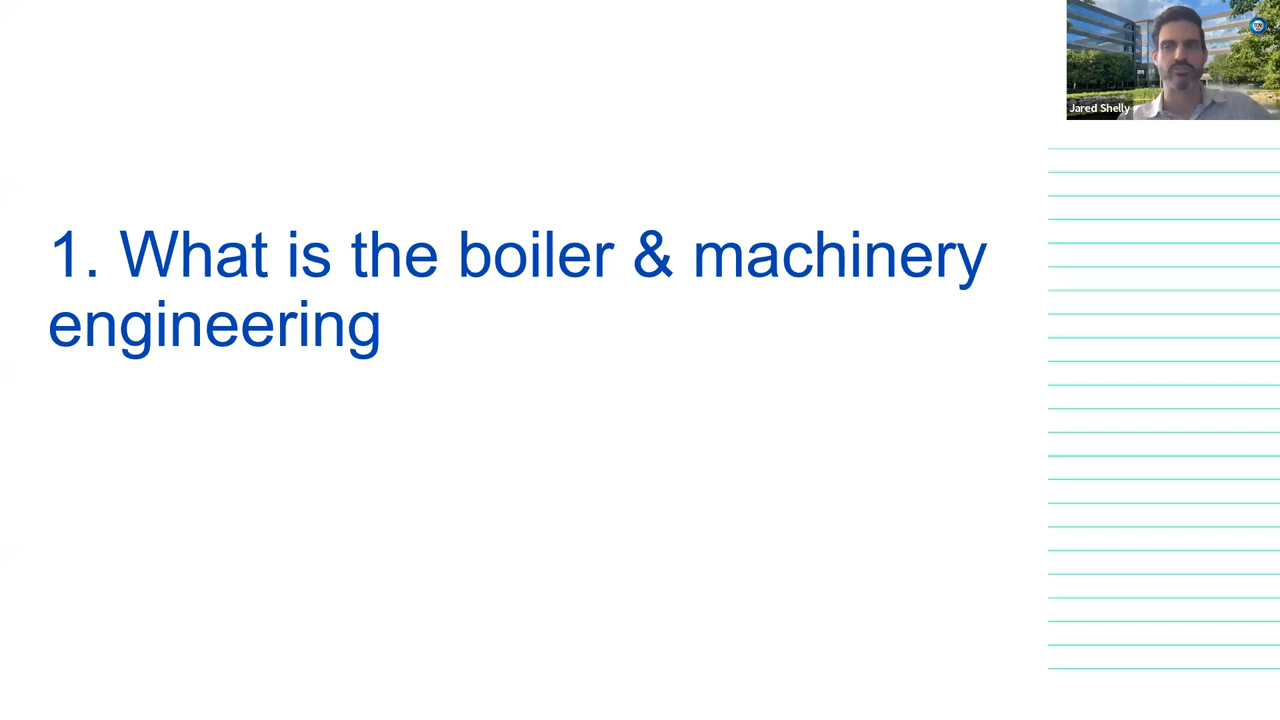 Jared Shelly
1. What is the boiler & machinery
engineering